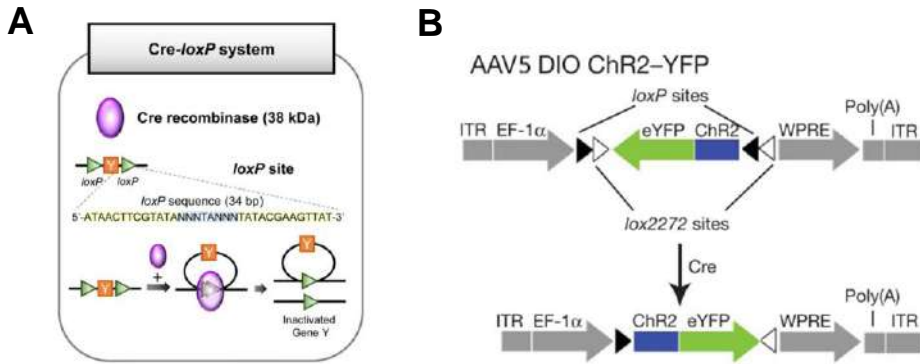 A
Cre-loxP system
Cre recombinase (38 kDa)
Y
loxP loxP
loxP site
loxP sequence (34 bp)
5'-ATAACTTCGTATANNNTANNNTATACGAAGTTAT-3'
Y
+
Y
Y
Inactivated
Gene Y
B
AAV5 DIO ChR2–YFP
loxP sites
Poly(A)
ITR EF-1α eYFP ChR2 WPRE ITR
lox2272 sites
Cre
Poly(A)
ITR EF-1α ChR2 eYFP WPRE ITR